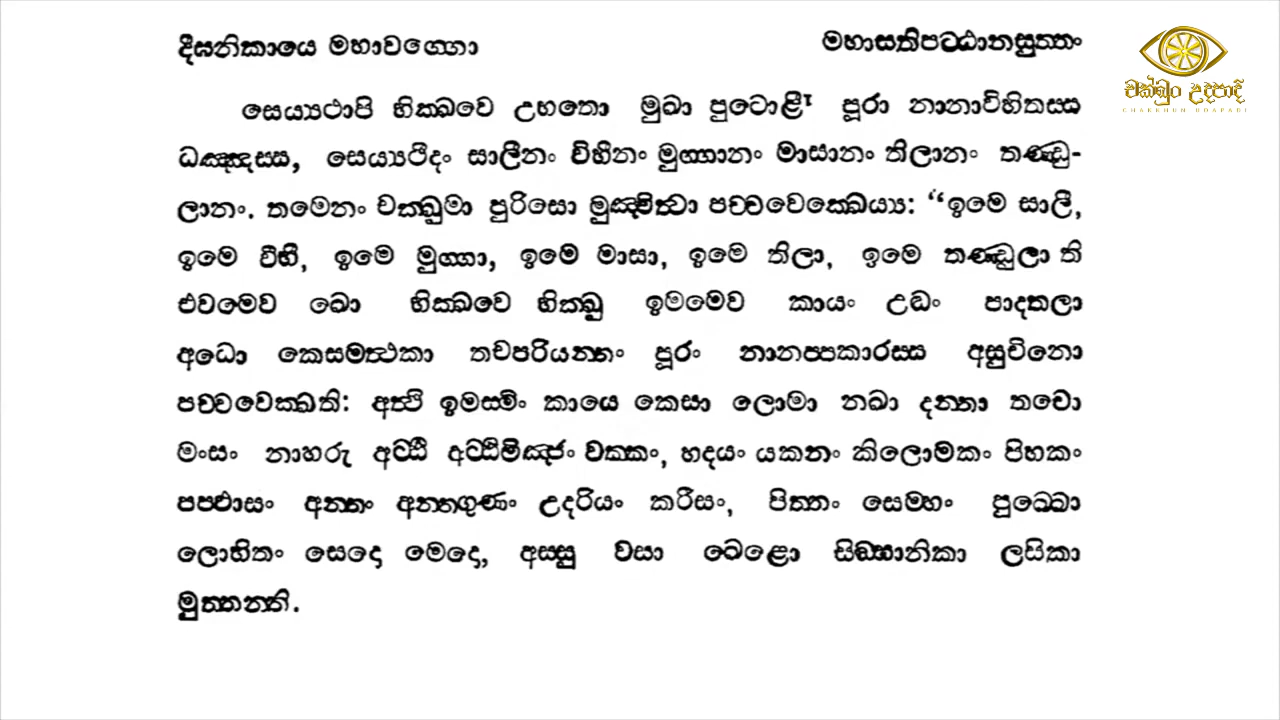 දීඝනිකායෙ මහාවග්ගො
මහාසතිපට්ඨානසුත්තං
චක්ඛුං උදපාදි
CHAKKHUN UDAPADI
සෙය්‍යථාපි භික්ඛවෙ උභතො මුඛා පුටොළී¹ පූරා නානාවිහිතස්ස
ධඤ්ඤස්ස, සෙය්‍යථිදං සාලීනං විහීනං මුග්ගානං මාසානං තිලානං තණ්ඩු-
ලානං. තමෙනං චක්ඛුමා පුරිසො මුඤ්චිත්වා පච්චවෙක්ඛෙය්‍ය: “ඉමෙ සාලී,
ඉමෙ වීහී, ඉමෙ මුග්ගා, ඉමෙ මාසා, ඉමෙ තිලා, ඉමෙ තණ්ඩුලා ති
එවමෙව ඛො භික්ඛවෙ භික්ඛු ඉමමෙව කායං උද්ධං පාදතලා
අධො කෙසමත්ථකා තචපරියන්තං පූරං නානප්පකාරස්ස අසුචිනො
පච්චවෙක්ඛති: අත්ථි ඉමස්මිං කායෙ කෙසා ලොමා නඛා දන්තා තචො
මංසං නාහරු අට්ඨී අට්ඨිමිඤ්ජං වක්කං, හදයං යකනං කිලොමකං පිහකං
පප්ඵාසං අන්තං අන්තගුණං උදරියං කරීසං, පිත්තං සෙම්හං පුබ්බො
ලොහිතං සෙදො මෙදො, අස්සු වසා ඛෙළො සිඞ්ඝානිකා ලසිකා
මුත්තන්ති.